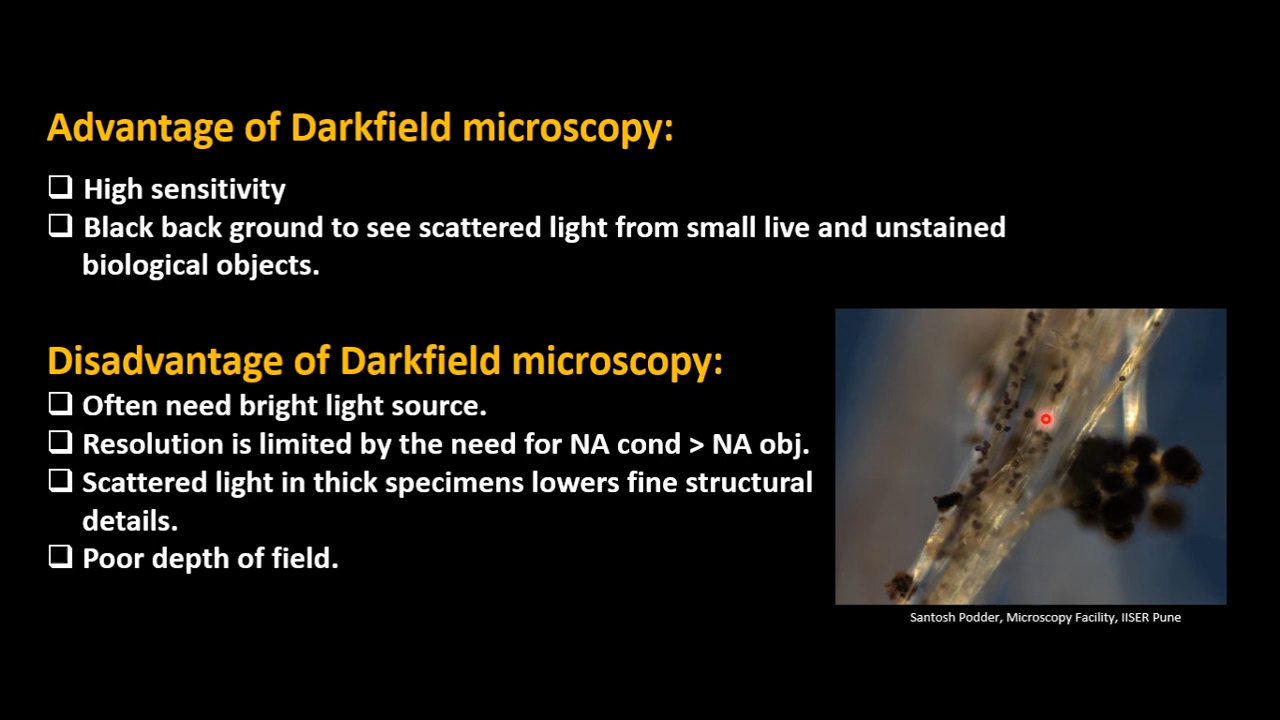 Advantage of Darkfield microscopy:
❑ High sensitivity
❑ Black back ground to see scattered light from small live and unstained
biological objects.
Disadvantage of Darkfield microscopy:
❑ Often need bright light source.
❑ Resolution is limited by the need for NA cond > NA obj.
❑ Scattered light in thick specimens lowers fine structural
details.
❑ Poor depth of field.
Santosh Podder, Microscopy Facility, IISER Pune